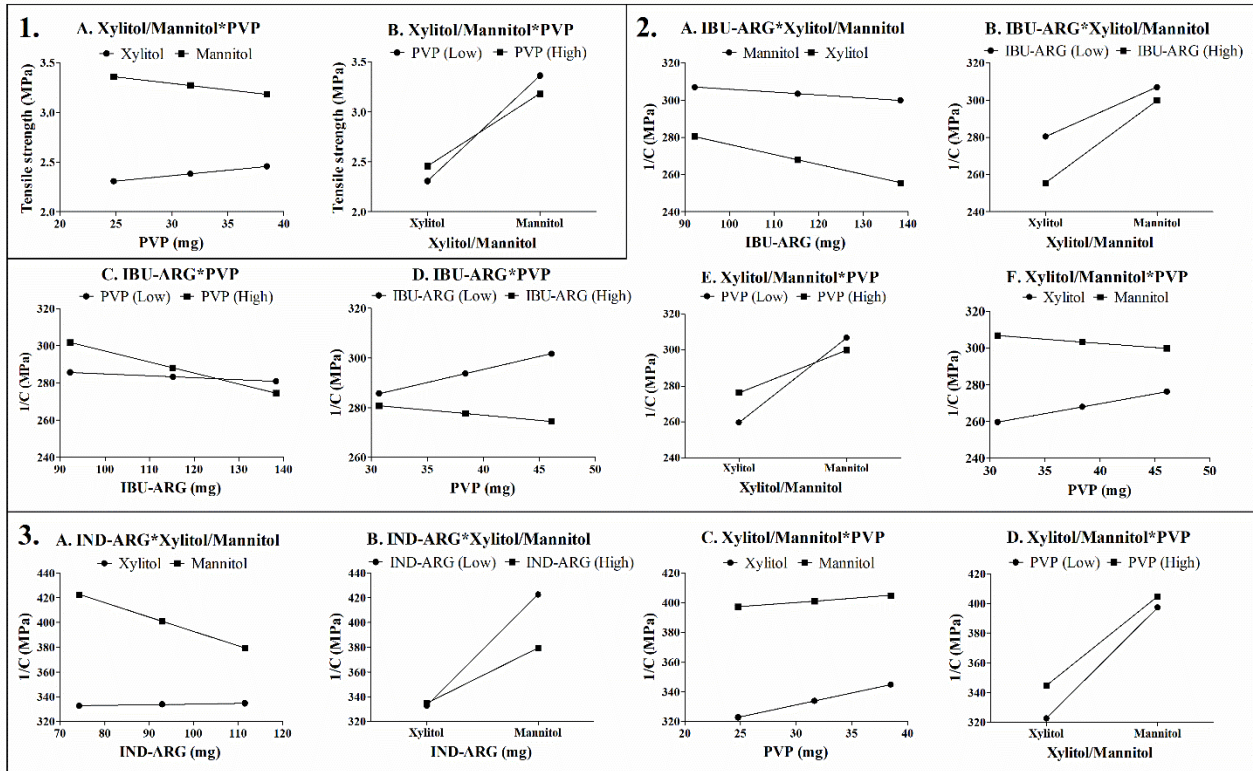 1.
A. Xylitol/Mannitol*PVP
Xylitol Mannitol
Tensile strength (MPa)
3.5
3.0
2.5
2.0
20 25 30 35 40
PVP (mg)
B. Xylitol/Mannitol*PVP
PVP (Low) PVP (High)
Tensile strength (MPa)
3.5
3.0
2.5
2.0
Xylitol Mannitol
Xylitol/Mannitol
2.
A. IBU-ARG*Xylitol/Mannitol
Mannitol Xylitol
1/C (MPa)
320
300
280
260
240
90 100 110 120 130 140
IBU-ARG (mg)
B. IBU-ARG*Xylitol/Mannitol
IBU-ARG (Low) IBU-ARG (High)
1/C (MPa)
320
300
280
260
240
Xylitol Mannitol
Xylitol/Mannitol
C. IBU-ARG*PVP
PVP (Low) PVP (High)
1/C (MPa)
320
300
280
260
240
90 100 110 120 130 140
IBU-ARG (mg)
D. IBU-ARG*PVP
IBU-ARG (Low) IBU-ARG (High)
1/C (MPa)
320
300
280
260
30 35 40 45 50
PVP (mg)
E. Xylitol/Mannitol*PVP
PVP (Low) PVP (High)
1/C (MPa)
320
300
280
260
240
Xylitol Mannitol
Xylitol/Mannitol
F. Xylitol/Mannitol*PVP
Xylitol Mannitol
1/C (MPa)
320
300
280
260
240
30 35 40 45 50
PVP (mg)
3.
A. IND-ARG*Xylitol/Mannitol
Xylitol Mannitol
1/C (MPa)
420
400
380
360
340
320
70 80 90 100 110 120
IND-ARG (mg)
B. IND-ARG*Xylitol/Mannitol
IND-ARG (Low) IND-ARG (High)
1/C (MPa)
440
420
400
380
360
340
320
Xylitol Mannitol
IND-ARG (mg)
C. Xylitol/Mannitol*PVP
Xylitol Mannitol
1/C (MPa)
420
400
380
360
340
320
20 25 30 35 40
PVP (mg)
D. Xylitol/Mannitol*PVP
PVP (Low) PVP (High)
1/C (MPa)
420
400
380
360
340
320
Xylitol Mannitol
Xylitol/Mannitol